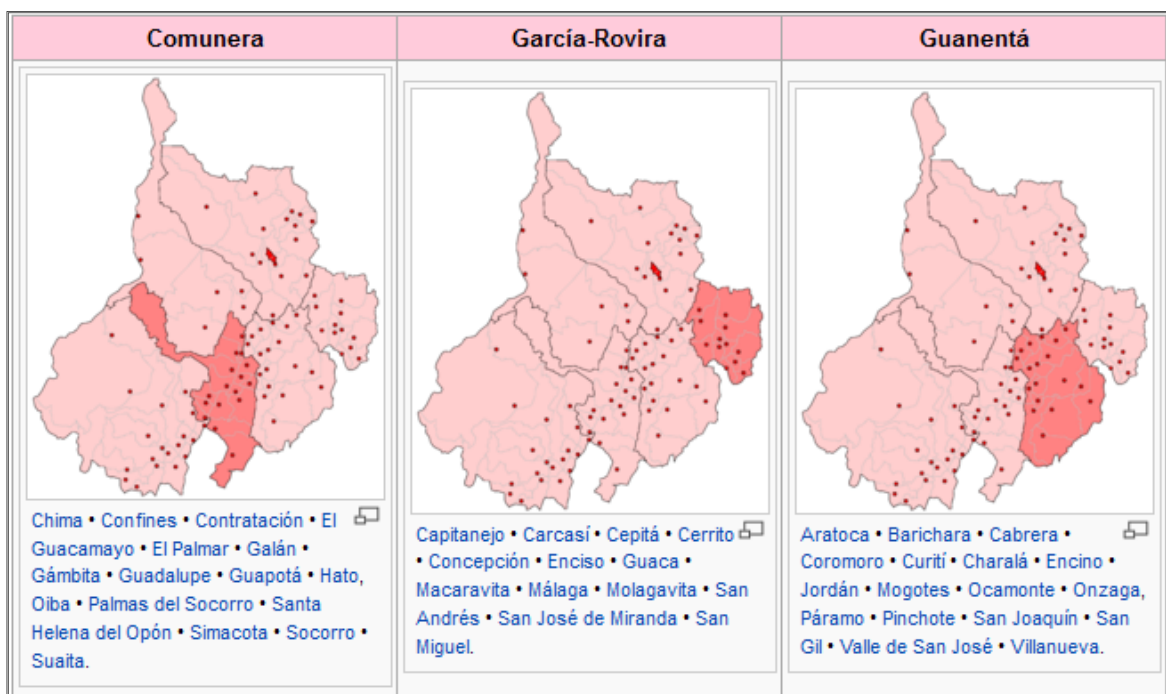 Comunera
García-Rovira
Guanentá
Chima • Confines • Contratación • El
Guacamayo • El Palmar • Galán •
Gámbita • Guadalupe • Guapotá • Hato,
Oiba • Palmas del Socorro • Santa
Helena del Opón • Simacota • Socorro •
Suaita.
Capitanejo • Carcasí • Cepitá • Cerrito
• Concepción • Enciso • Guaca •
Macaravita • Málaga • Molagavita • San
Andrés • San José de Miranda • San
Miguel.
Aratoca • Barichara • Cabrera •
Coromoro • Curití • Charalá • Encino •
Jordán • Mogotes • Ocamonte • Onzaga,
Páramo • Pinchote • San Joaquín • San
Gil • Valle de San José • Villanueva.